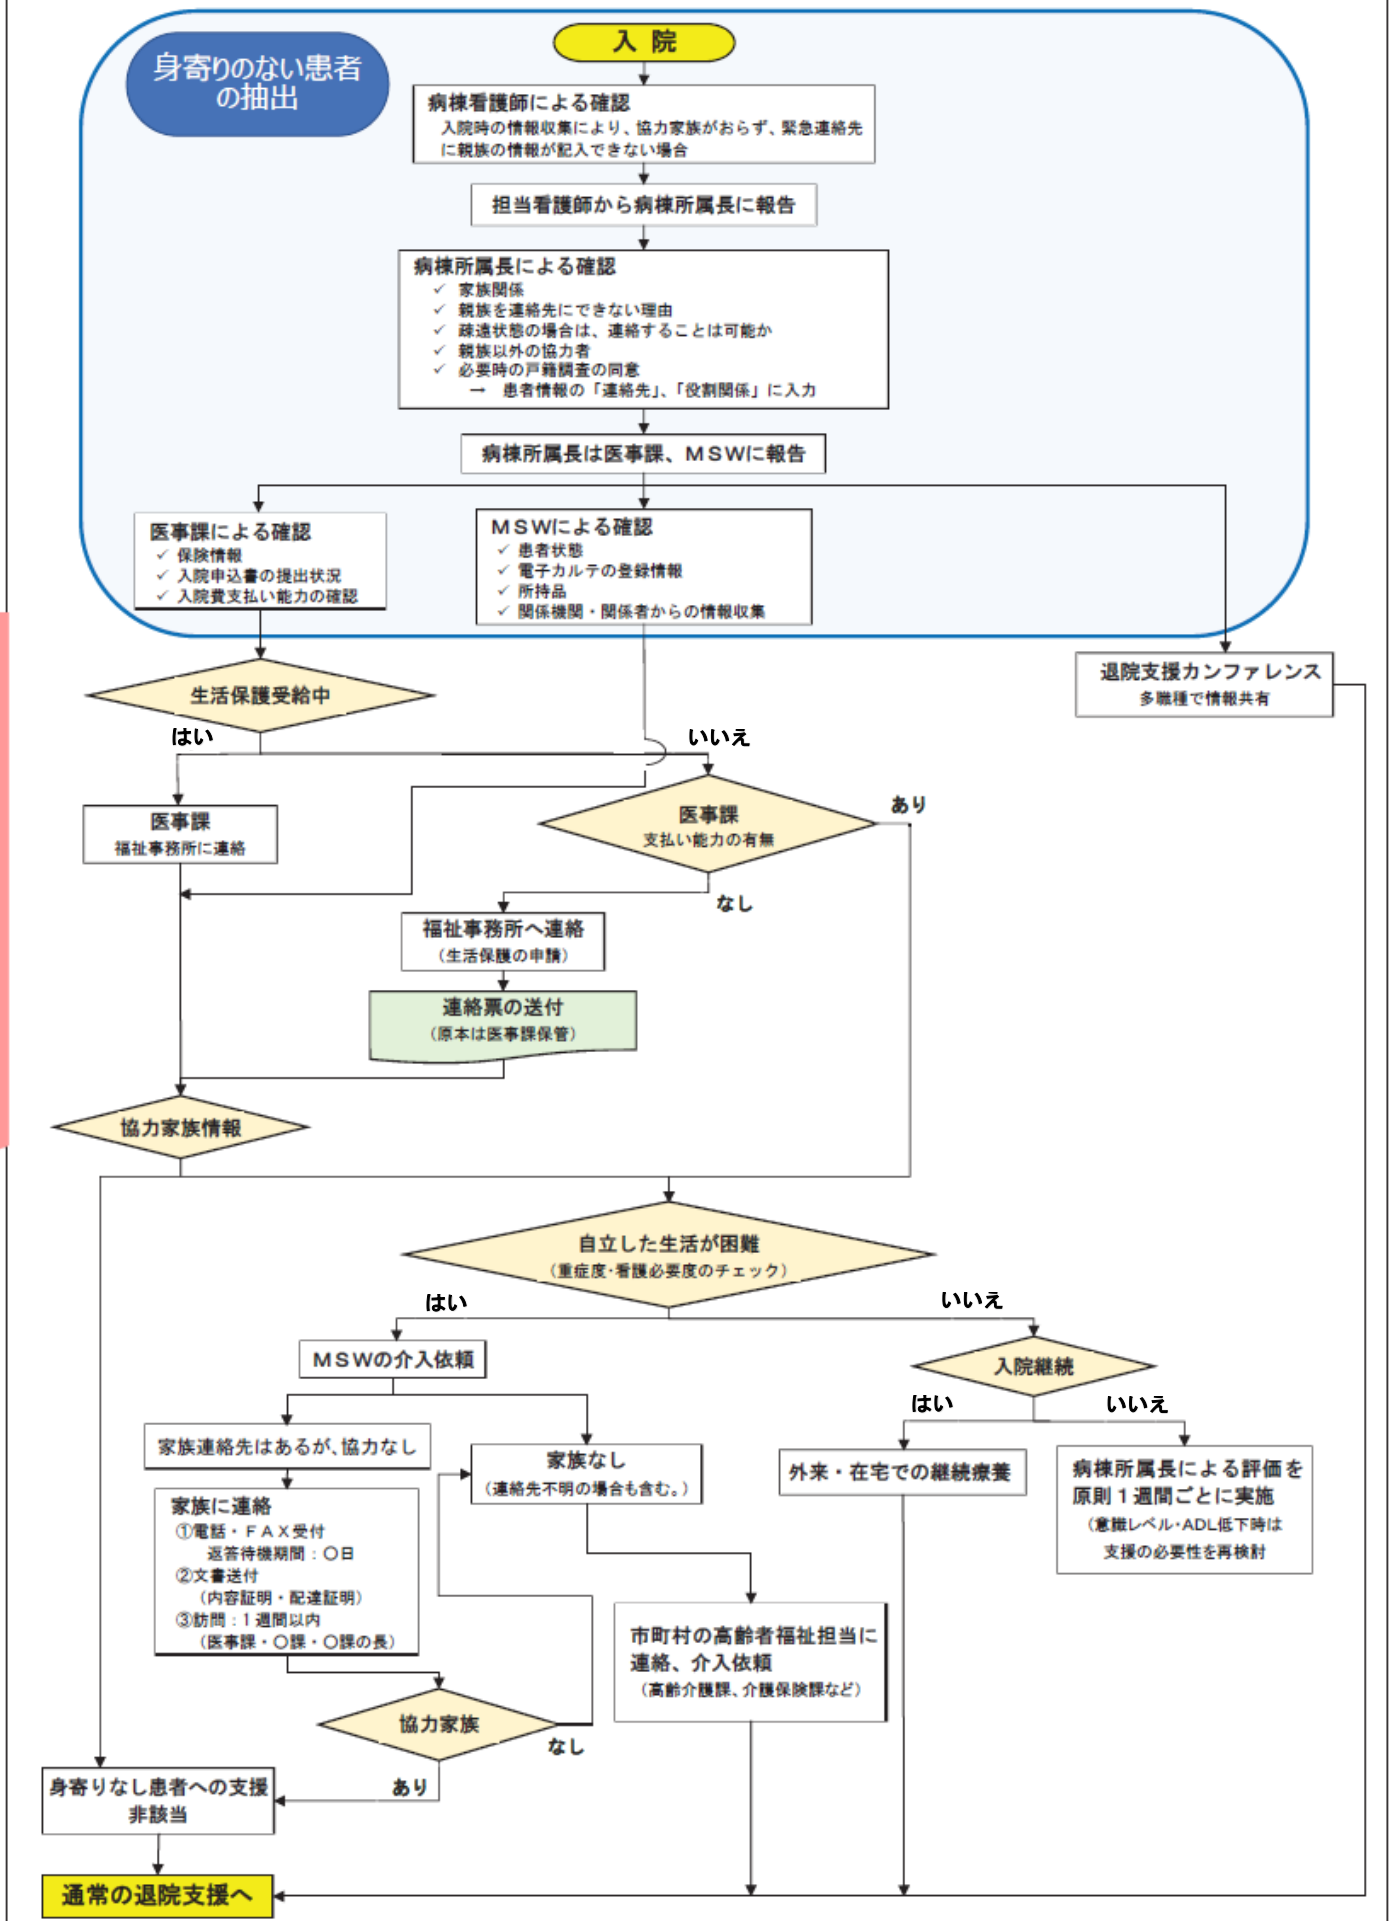 入 院
身寄りのない患者
の抽出
病棟看護師による確認
入院時の情報収集により、協力家族がおらず、緊急連絡先
に親族の情報が記入できない場合
担当看護師から病棟所属長に報告
病棟所属長による確認
✓ 家族関係
✓ 親族を連絡先にできない理由
✓ 疎遠状態の場合は、連絡することは可能か
✓ 親族以外の協力者
✓ 必要時の戸籍調査の同意
→ 患者情報の「連絡先」、「役割関係」に入力
病棟所属長は医事課、MSWに報告
医事課による確認
✓ 保険情報
✓ 入院申込書の提出状況
✓ 入院費支払い能力の確認
MSWによる確認
✓ 患者状態
✓ 電子カルテの登録情報
✓ 所持品
✓ 関係機関・関係者からの情報収集
退院支援カンファレンス
多職種で情報共有
生活保護受給中
はい
いいえ
医事課
福祉事務所に連絡
医事課
支払い能力の有無
あり
なし
福祉事務所へ連絡
（生活保護の申請）
連絡票の送付
（原本は医事課保管）
協力家族情報
自立した生活が困難
（重症度・看護必要度のチェック）
はい
いいえ
MSWの介入依頼
入院継続
はい
いいえ
家族連絡先はあるが、協力なし
家族なし
（連絡先不明の場合も含む。）
外来・在宅での継続療養
病棟所属長による評価を
原則１週間ごとに実施
（意識レベル・ADL低下時は
支援の必要性を再検討
家族に連絡
①電話・ＦＡＸ受付
返答待機期間：〇日
②文書送付
（内容証明・配達証明）
③訪問：１週間以内
（医事課・〇課・〇課の長）
市町村の高齢者福祉担当に
連絡、介入依頼
（高齢介護課、介護保険課など）
協力家族
なし
あり
身寄りなし患者への支援
非該当
通常の退院支援へ